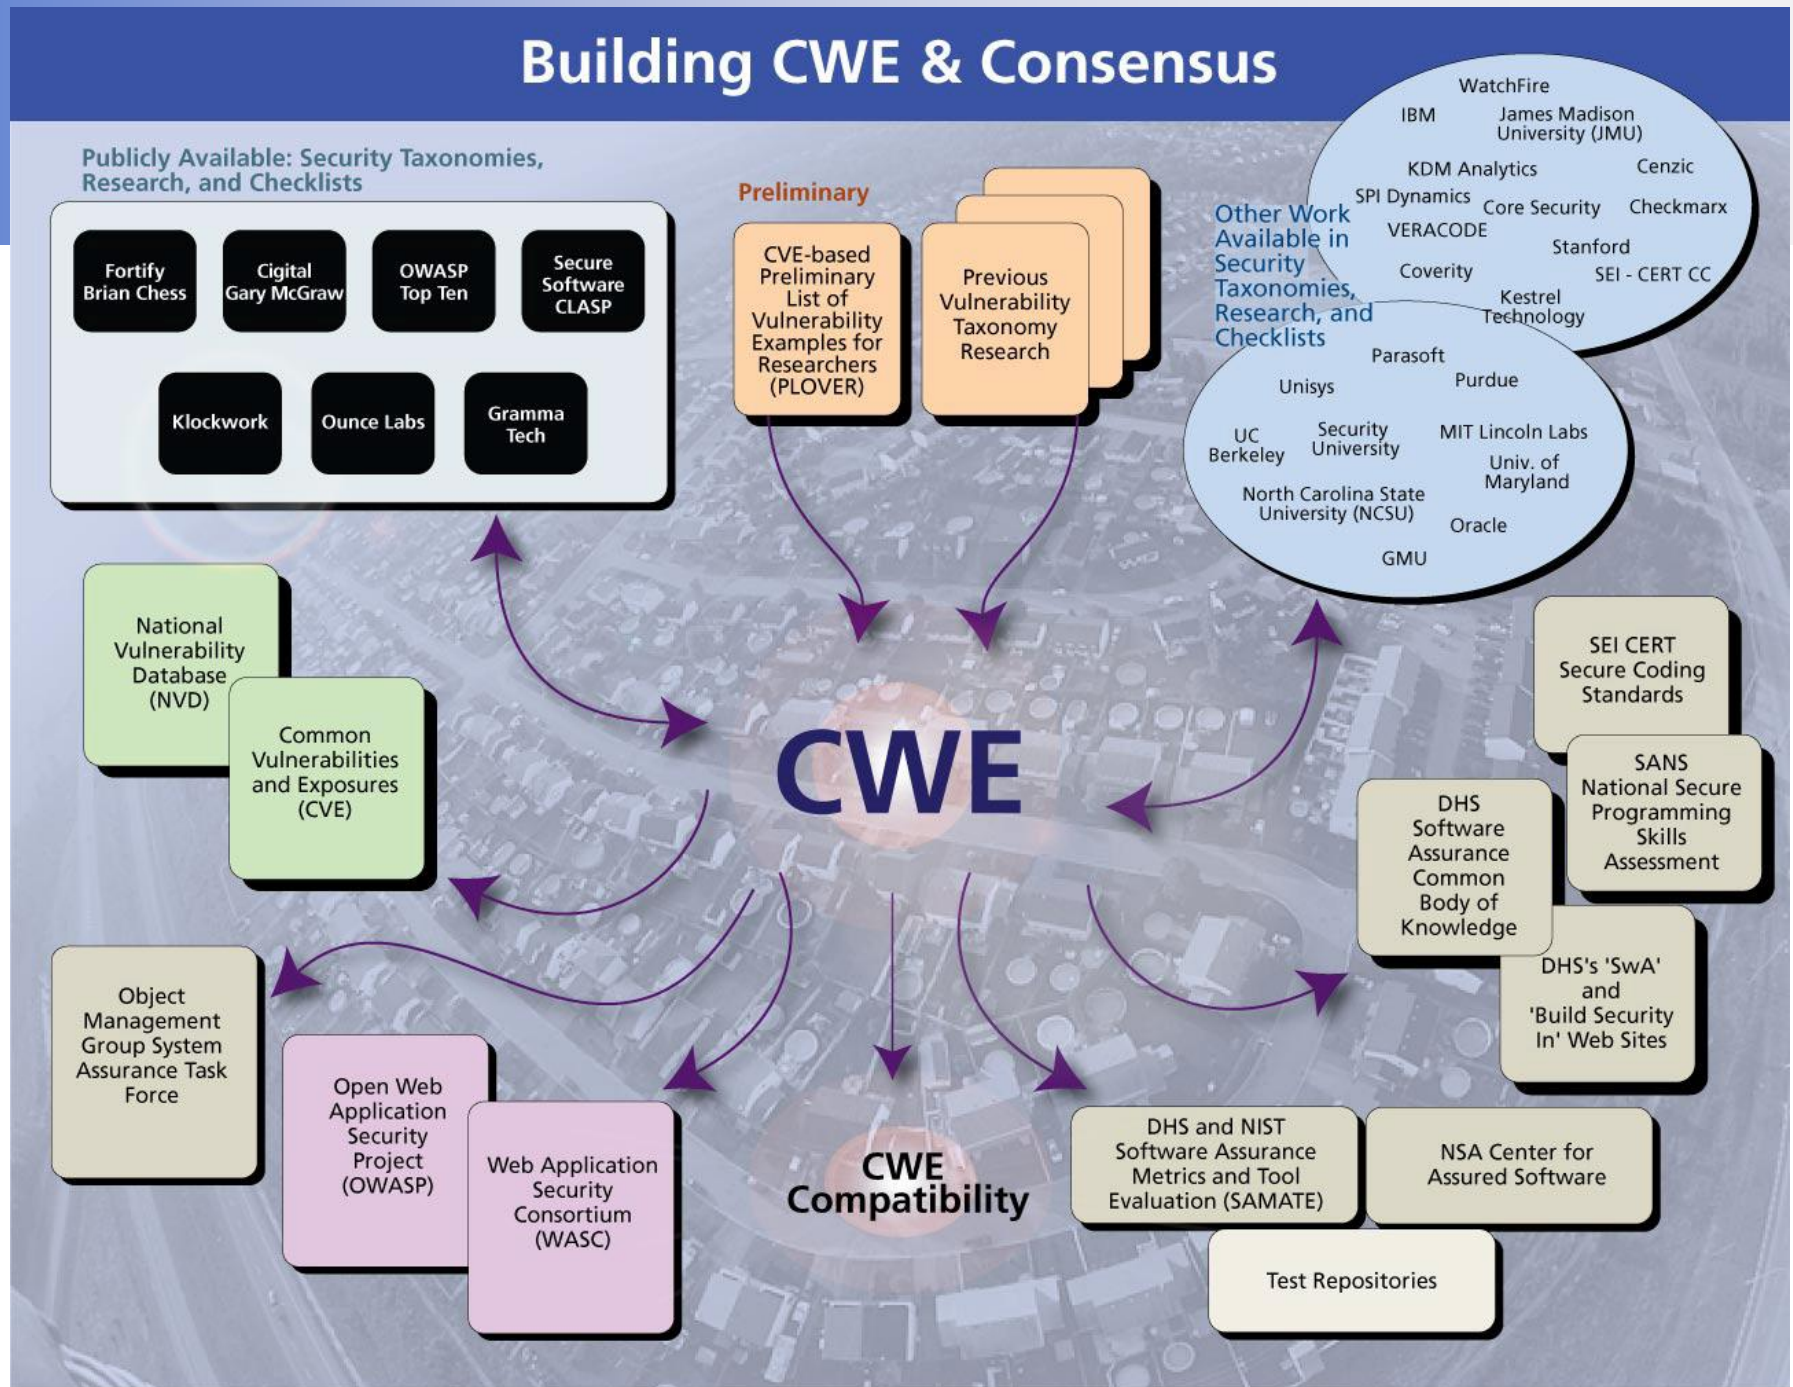 Building CWE & Consensus
Publicly Available: Security Taxonomies,
Research, and Checklists
Fortify
Brian Chess
Cigital
Gary McGraw
OWASP
Top Ten
Secure
Software
CLASP
Klockwork
Ounce Labs
Gramma
Tech
Preliminary
CVE-based
Preliminary
List of
Vulnerability
Examples for
Researchers
(PLOVER)
Previous
Vulnerability
Taxonomy
Research
Other Work
Available in
Security
Taxonomies,
Research, and
Checklists
WatchFire
IBM
James Madison
University (JMU)
KDM Analytics
Cenzic
SPI Dynamics
Core Security
Checkmarx
VERACODE
Stanford
Coverity
SEI - CERT CC
Kestrel
Technology
Parasoft
Unisys
Purdue
UC
Berkeley
Security
University
MIT Lincoln Labs
Univ. of
Maryland
North Carolina State
University (NCSU)
Oracle
GMU
National
Vulnerability
Database
(NVD)
Common
Vulnerabilities
and Exposures
(CVE)
CWE
SEI CERT
Secure Coding
Standards
SANS
National Secure
Programming
Skills
Assessment
DHS
Software
Assurance
Common
Body of
Knowledge
DHS's 'SwA'
and
'Build Security
In' Web Sites
Object
Management
Group System
Assurance Task
Force
Open Web
Application
Security
Project
(OWASP)
Web Application
Security
Consortium
(WASC)
CWE
Compatibility
DHS and NIST
Software Assurance
Metrics and Tool
Evaluation (SAMATE)
NSA Center for
Assured Software
Test Repositories